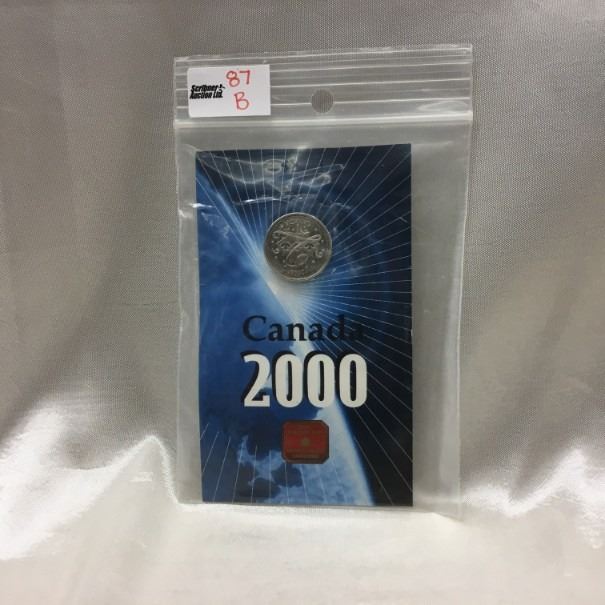 Scribner
Auction Ltd.
87
B
Canada
2000